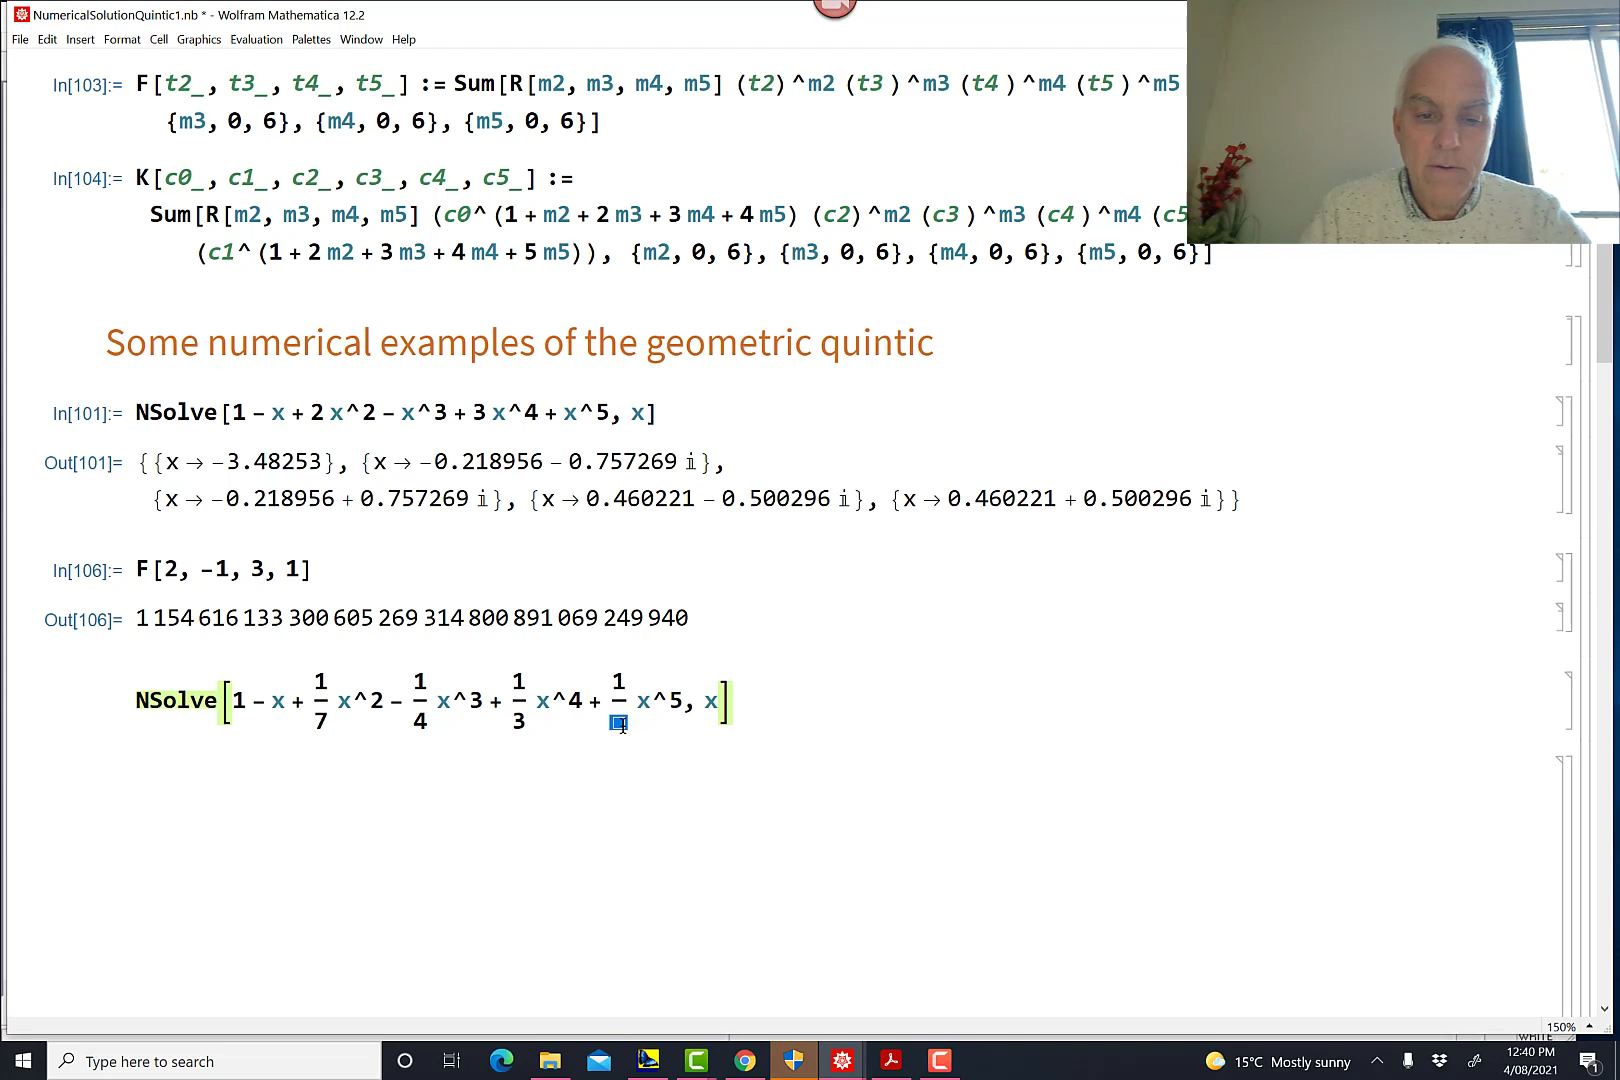 NumericalSolutionQuintic1.nb * - Wolfram Mathematica 12.2
File Edit Insert Format Cell Graphics Evaluation Palettes Window Help
In[103]:= F[t2_, t3_, t4_, t5_] := Sum[R[m2, m3, m4, m5] (t2)^m2 (t3)^m3 (t4)^m4 (t5)^m5
{m3, 0, 6}, {m4, 0, 6}, {m5, 0, 6}]
In[104]:= K[c0_, c1_, c2_, c3_, c4_, c5_] :=
Sum[R[m2, m3, m4, m5] (c0^(1 + m2 + 2 m3 + 3 m4 + 4 m5) (c2)^m2 (c3)^m3 (c4)^m4 (c5
(c1^(1 + 2 m2 + 3 m3 + 4 m4 + 5 m5)), {m2, 0, 6}, {m3, 0, 6}, {m4, 0, 6}, {m5, 0, 6}]
Some numerical examples of the geometric quintic
In[101]:= NSolve[1 - x + 2 x^2 - x^3 + 3 x^4 + x^5, x]
Out[101]= {{x → -3.48253}, {x → -0.218956 - 0.757269 ⅈ},
{x → -0.218956 + 0.757269 ⅈ}, {x → 0.460221 - 0.500296 ⅈ}, {x → 0.460221 + 0.500296 ⅈ}}
In[106]:= F[2, -1, 3, 1]
Out[106]= 1 154 616 133 300 605 269 314 800 891 069 249 940
NSolve[1 - x + 1/7 x^2 - 1/4 x^3 + 1/3 x^4 + 1/□ x^5, x]
150%
WHITE
Type here to search
15°C Mostly sunny
12:40 PM
4/08/2021
1